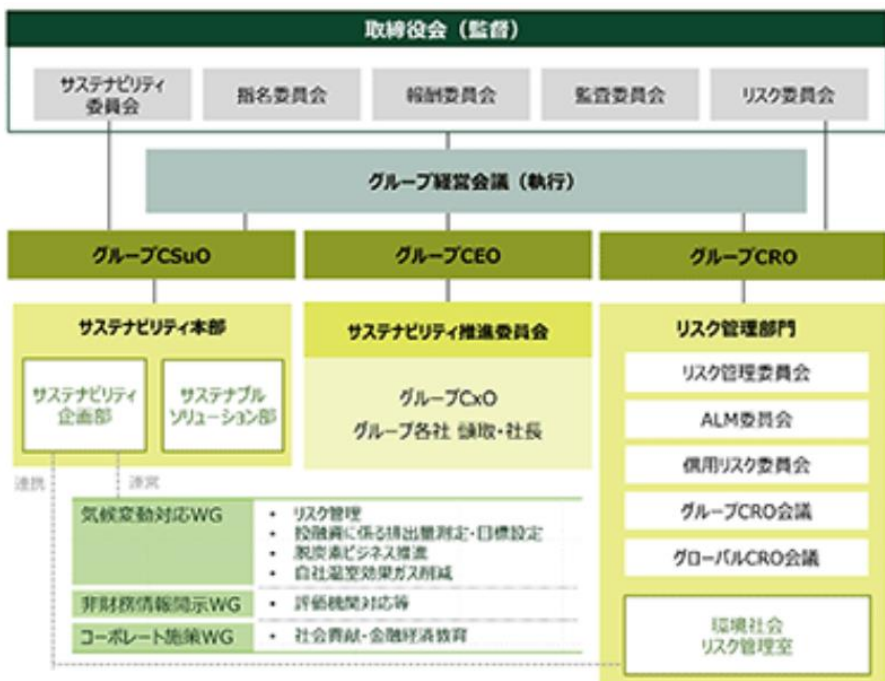 取締役会（監督）
サステナビリティ
委員会
指名委員会
報酬委員会
監査委員会
リスク委員会
グループ経営会議（執行）
グループCSuO
グループCEO
グループCRO
サステナビリティ本部
サステナビリティ
企画部
サステナブル
ソリューション部
サステナビリティ推進委員会
グループCxO
グループ各社 頭取・社長
リスク管理部門
リスク管理委員会
ALM委員会
信用リスク委員会
グループCRO会議
グローバルCRO会議
環境社会
リスク管理室
連携
運営
気候変動対応WG
• リスク管理
• 投融資に係る排出量測定・目標設定
• 脱炭素ビジネス推進
• 自社温室効果ガス削減
非財務情報開示WG
• 評価機関対応等
コーポレート施策WG
• 社会貢献・金融経済教育